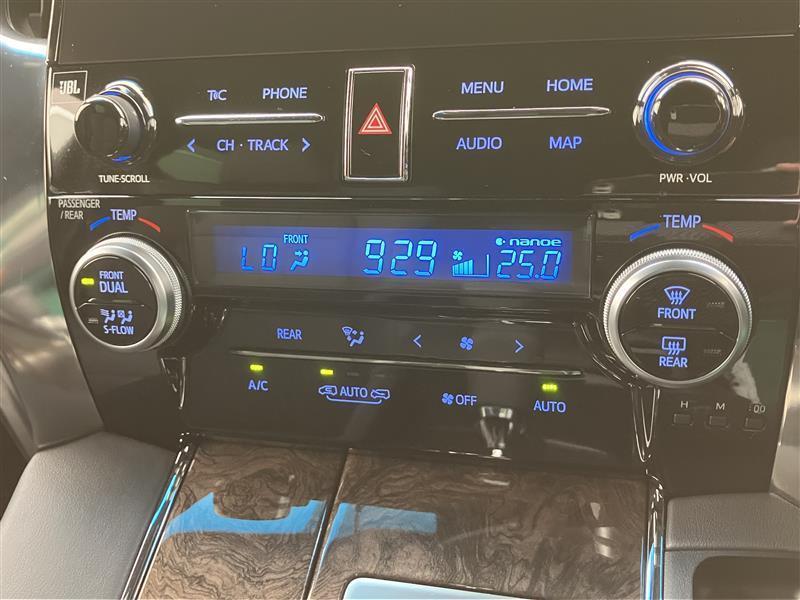 JBL
T C PHONE
CH · TRACK
TUNE·SCROLL
MENU HOME
AUDIO MAP
PWR · VOL
PASSENGER
/ REAR
TEMP
FRONT
DUAL
S-FLOW
LO
FRONT
929
nanoe
25.0
TEMP
FRONT
REAR
REAR
A/C
AUTO
OFF
AUTO
H M :00